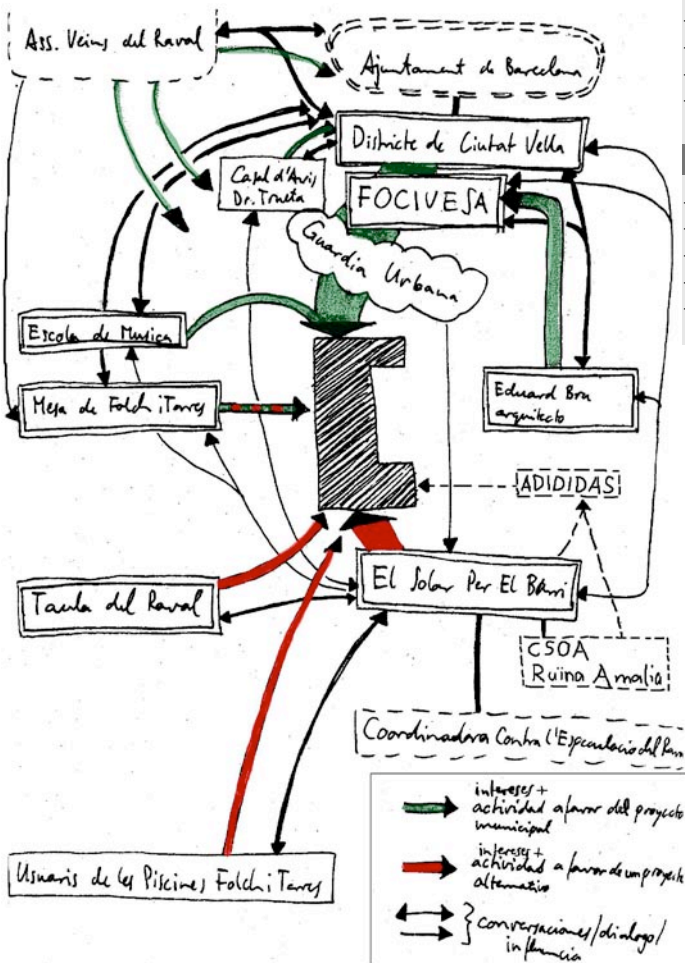 Ass. Veïns del Raval
Ajuntament de Barcelona
Districte de Ciutat Vella
Casal d'Avis
Dr. Trueta
FOCIVESA
Guardia Urbana
Escola de Musica
Mesa de Folch i Torres
Eduard Bru
arquitecto
ADIDIDAS
El Solar Per El Barri
Taula del Raval
CSOA
Ruïna Amalia
Coordinadora Contra l'Especulacio del
Usuaris de les Piscines Folch i Torres
intereses +
actividad a favor del proyecto
municipal
intereses +
actividad a favor de un proyecto
alternativo
conversaciones/dialogo/
influencia